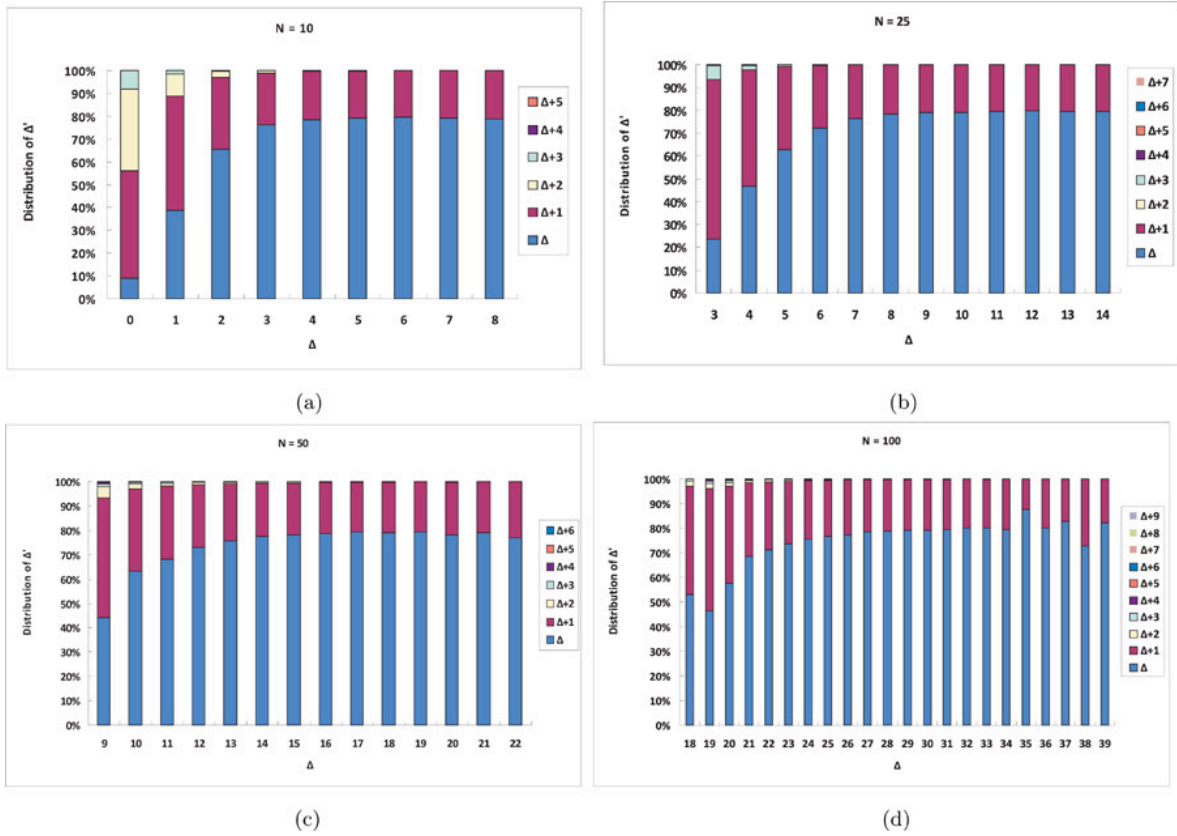 N = 10
Distribution of Δ'
100%
90%
80%
70%
60%
50%
40%
30%
20%
10%
0%
0 1 2 3 4 5 6 7 8
Δ
Δ+5
Δ+4
Δ+3
Δ+2
Δ+1
Δ
(a)
N = 25
Distribution of Δ'
100%
90%
80%
70%
60%
50%
40%
30%
20%
10%
0%
3 4 5 6 7 8 9 10 11 12 13 14
Δ
Δ+7
Δ+6
Δ+5
Δ+4
Δ+3
Δ+2
Δ+1
Δ
(b)
N = 50
Distribution of Δ'
100%
90%
80%
70%
60%
50%
40%
30%
20%
10%
0%
9 10 11 12 13 14 15 16 17 18 19 20 21 22
Δ
Δ+6
Δ+5
Δ+4
Δ+3
Δ+2
Δ+1
Δ
(c)
N = 100
Distribution of Δ'
100%
90%
80%
70%
60%
50%
40%
30%
20%
10%
0%
18 19 20 21 22 23 24 25 26 27 28 29 30 31 32 33 34 35 36 37 38 39
Δ
Δ+9
Δ+8
Δ+7
Δ+6
Δ+5
Δ+4
Δ+3
Δ+2
Δ+1
Δ
(d)